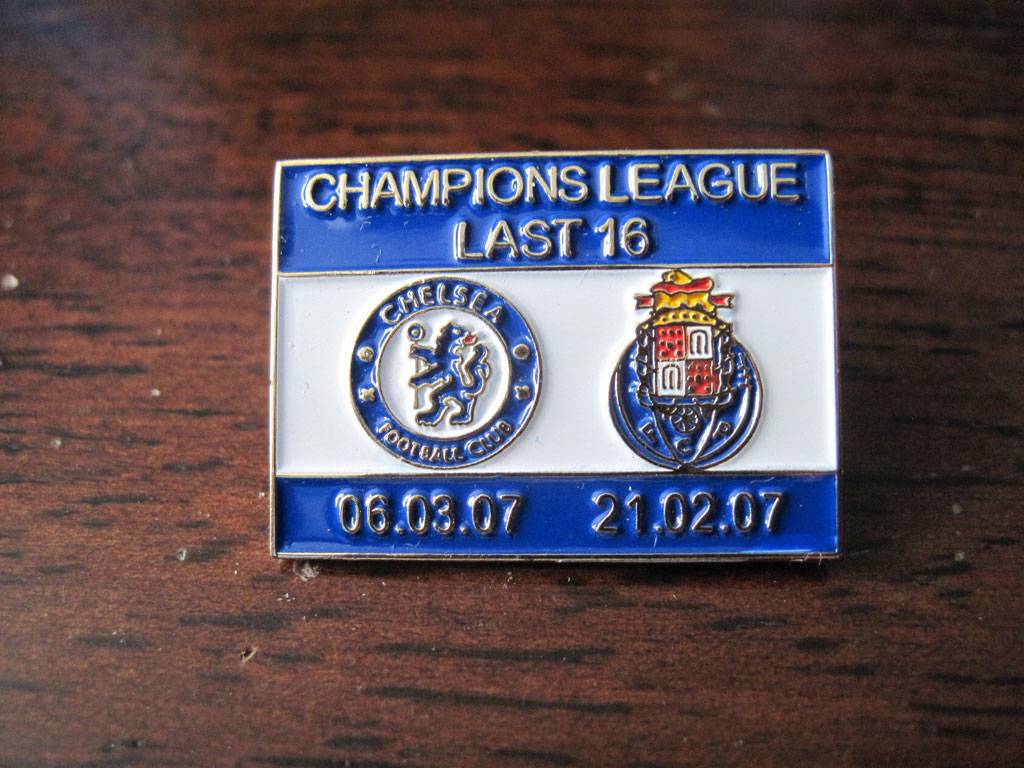 CHAMPIONS LEAGUE
LAST 16
CHELSEA
FOOTBALL CLUB
F C P
06.03.07 21.02.07